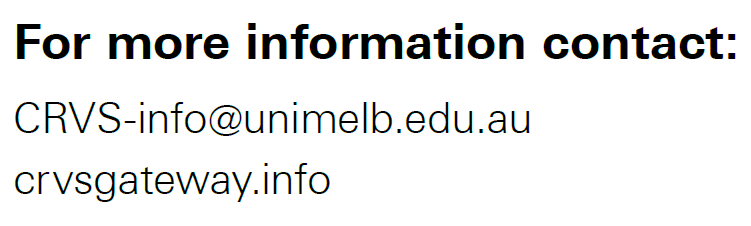 For more information contact:
CRVS-info@unimelb.edu.au
crvsgateway.info